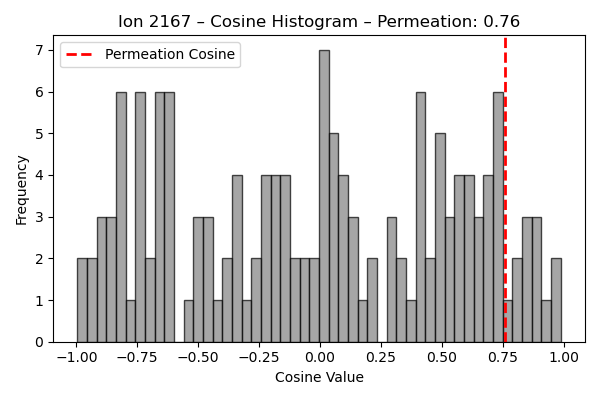 Ion 2167 – Cosine Histogram – Permeation: 0.76
Permeation Cosine
7
6
5
4
3
2
1
0
Frequency
−1.00 −0.75 −0.50 −0.25 0.00 0.25 0.50 0.75 1.00
Cosine Value